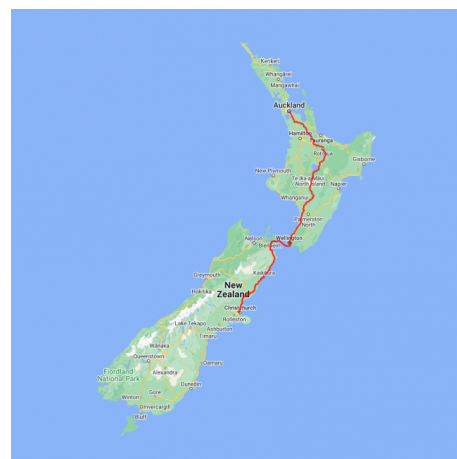 Kerikeri
Whangārei
Mangawhai
Auckland
Hamilton
Tauranga
Rotorua
Gisborne
New Plymouth
Te Ika-a-Māui
North Island
Napier
Whanganui
Palmerston
North
Nelson
Wellington
Blenheim
Greymouth
Kaikōura
Hokitika
New
Zealand
Christchurch
Rolleston
Lake Tekapo
Ashburton
Timaru
Wānaka
Queenstown
Oamaru
Fiordland
National Park
Alexandra
Dunedin
Gore
Winton
Invercargill
Bluff